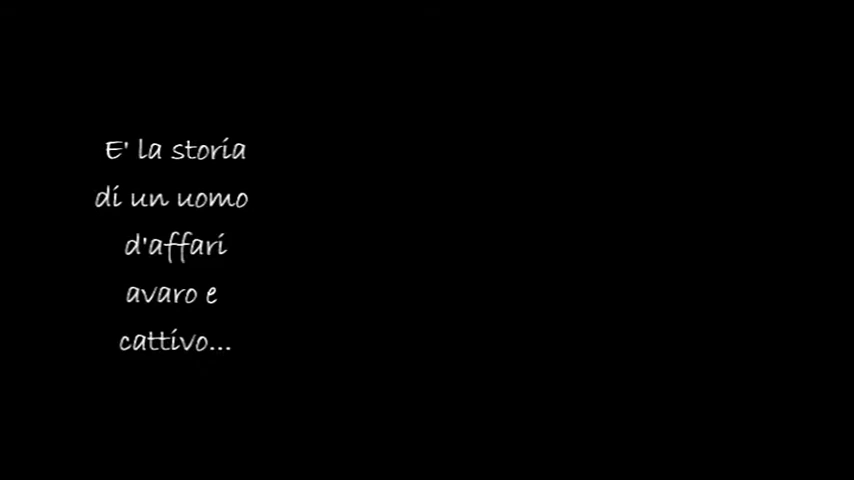 E' la storia
di un uomo
d'affari
avaro e
cattivo...